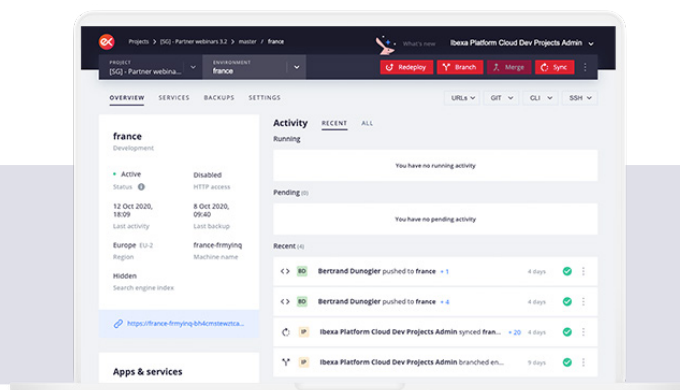 Projects > [SG] - Partner webinars 3.2 > master / france
What's new
Ibexa Platform Cloud Dev Projects Admin
PROJECT
[SG] - Partner webina...
ENVIRONMENT
france
Redeploy
Branch
Merge
Sync
OVERVIEW SERVICES BACKUPS SETTINGS
URLs GIT CLI SSH
france
Development
Active
Status
Disabled
HTTP access
12 Oct 2020,
18:09
Last activity
8 Oct 2020,
09:40
Last backup
Europe EU-2
Region
france-frmyinq
Machine name
Hidden
Search engine index
Apps & services
Activity RECENT ALL
Running
You have no running activity
Pending (0)
You have no pending activity
Recent (4)
BD Bertrand Dunogier pushed to france + 1 4 days
BD Bertrand Dunogier pushed to france + 4 4 days
IP Ibexa Platform Cloud Dev Projects Admin synced fran... + 20 4 days
IP Ibexa Platform Cloud Dev Projects Admin branched en... 9 days